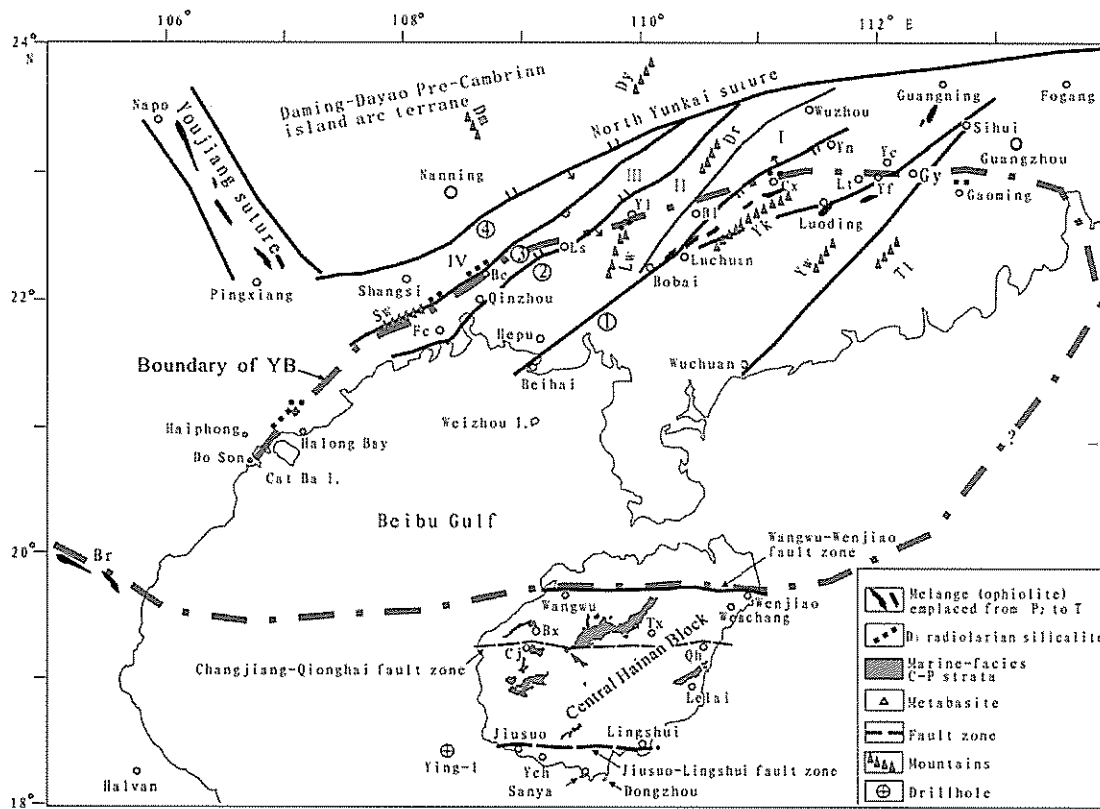 106°
108°
110°
112° E
24°
N
22°
20°
18°
Napo
Youjiang suture
Pingxiang
Daming-Dayao Pre-Cambrian
island arc terrane
Dm
Dy
North Yunkai suture
Nanning
Wuzhou
Guangning
Fogang
Sihui
Guangzhou
Gaoming
Dr
I
II
III
IV
Yn
Yc
Cx
Lt
Yf
Gy
Luoding
Yl
Bl
Yk
Ls
Lw
Luchuan
Bobai
Yw
Tl
④
③
②
①
Shangsi
Bc
Qinzhou
Sw
Fc
Hepu
Beihai
Wuchuan
Boundary of YB
Weizhou I.
Haiphong
Halong Bay
Do Son
Cat Ba I.
?
Beibu Gulf
Br
Wangwu-Wenjiao
fault zone
Wangwu
Wenjiao
Wenchang
Bx
Tx
Cj
Qh
Changjiang-Qionghai fault zone
Central Hainan Block
Lelai
Jiusuo
Lingshui
Ying-1
Ych
Jiusuo-Lingshui fault zone
Sanya
Dongzhou
Halvan
Melange (ophiolite)
emplaced from P₂ to T
D₁ radiolarian silicalite
Marine-facies
C-P strata
Metabasite
Fault zone
Mountains
Drillhole